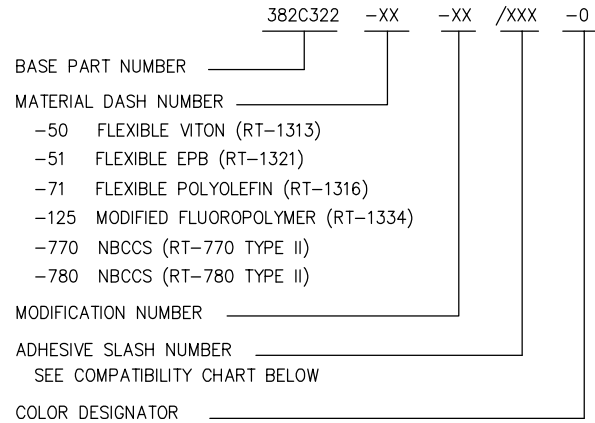 382C322 -XX -XX /XXX -0
BASE PART NUMBER
MATERIAL DASH NUMBER
-50 FLEXIBLE VITON (RT-1313)
-51 FLEXIBLE EPB (RT-1321)
-71 FLEXIBLE POLYOLEFIN (RT-1316)
-125 MODIFIED FLUOROPOLYMER (RT-1334)
-770 NBCCS (RT-770 TYPE II)
-780 NBCCS (RT-780 TYPE II)
MODIFICATION NUMBER
ADHESIVE SLASH NUMBER
SEE COMPATIBILITY CHART BELOW
COLOR DESIGNATOR